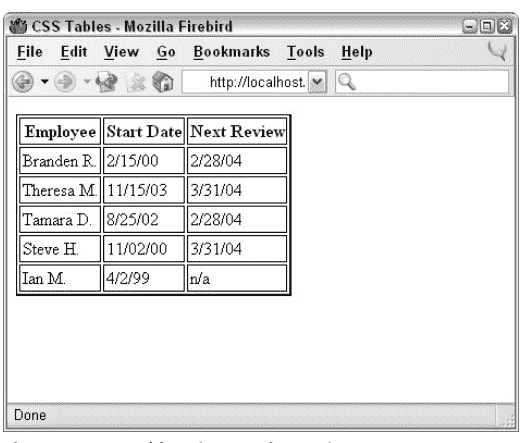 CSS Tables - Mozilla Firebird
File Edit View Go Bookmarks Tools Help
http://localhost.
Employee Start Date Next Review
Branden R. 2/15/00 2/28/04
Theresa M. 11/15/03 3/31/04
Tamara D. 8/25/02 2/28/04
Steve H. 11/02/00 3/31/04
Ian M. 4/2/99 n/a
Done